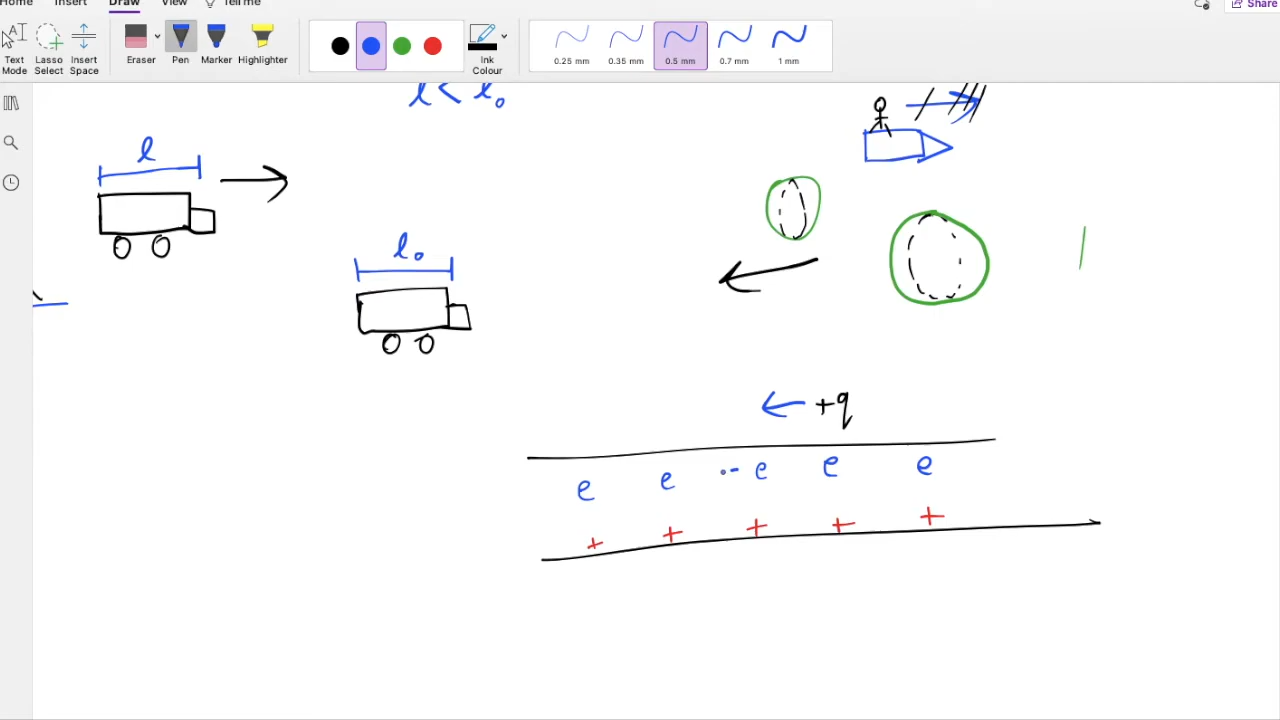 Home Insert Draw View Tell me Share
Text Mode
Lasso Select
Insert Space
Eraser
Pen
Marker
Highlighter
Ink Colour
0.25 mm
0.35 mm
0.5 mm
0.7 mm
1 mm
l < l₀
l
l₀
+q
e e - e e e
+ + + + +